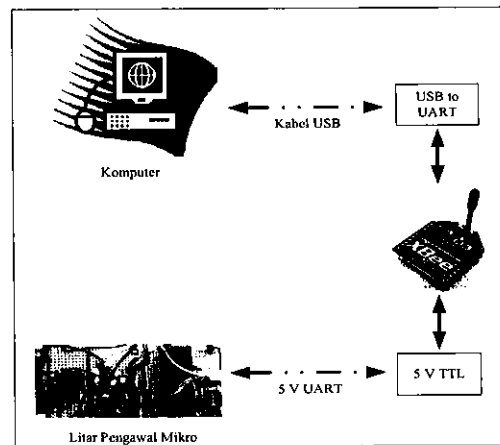 USB to
UART
Kabel USB
Komputer
XBee
5 V TTL
5 V UART
Litar Pengawal Mikro